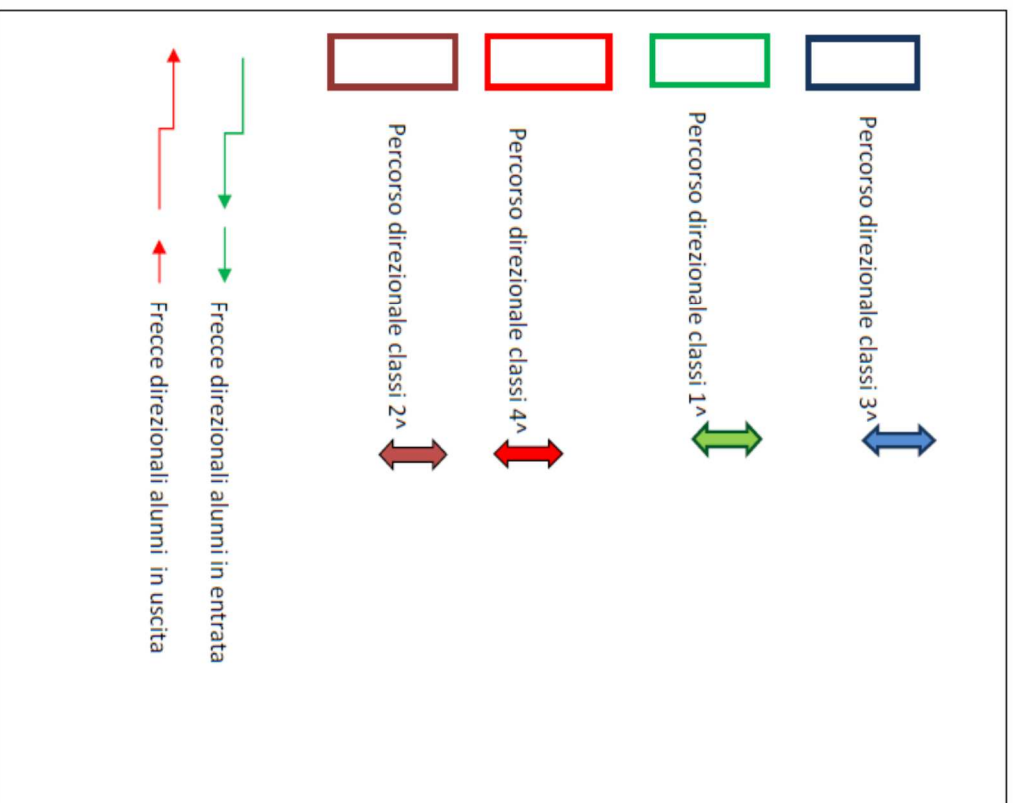 Percorso direzionale classi 3^
Percorso direzionale classi 1^
Percorso direzionale classi 4^
Percorso direzionale classi 2^
Frecce direzionali alunni in entrata
Frecce direzionali alunni in uscita